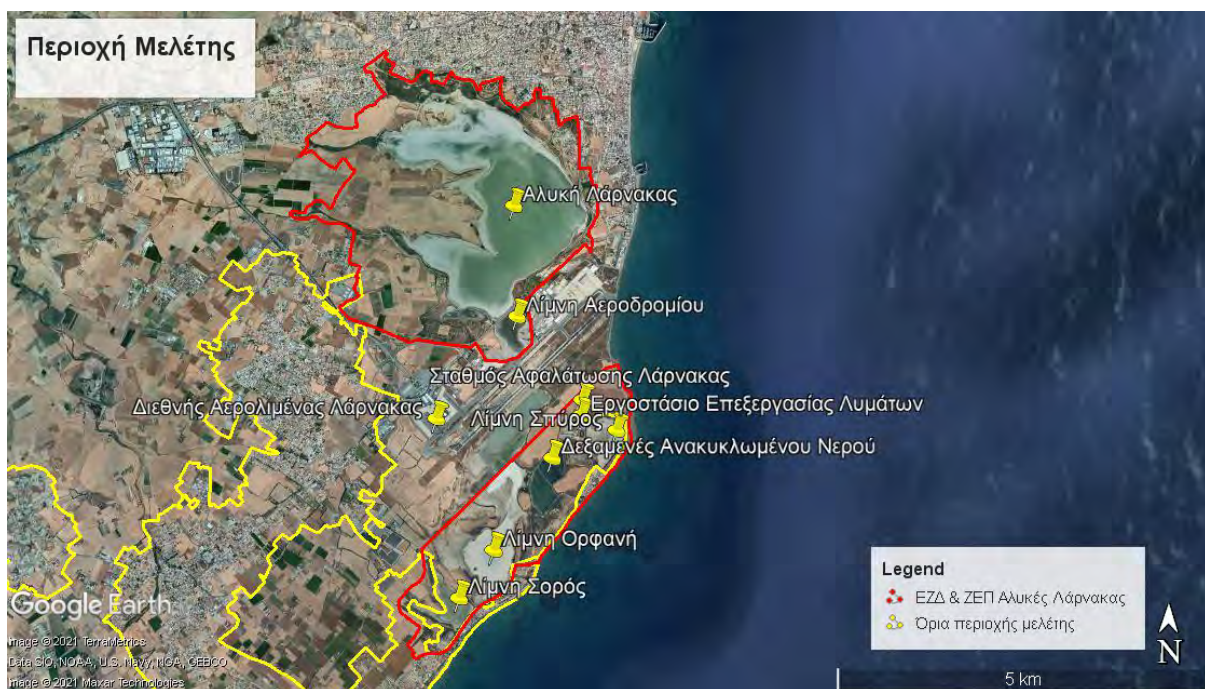 Περιοχή Μελέτης
Αλυκή Λάρνακας
Λίμνη Αεροδρομίου
Σταθμός Αφαλάτωσης Λάρνακας
Διεθνής Αερολιμένας Λάρνακας
Εργοστάσιο Επεξεργασίας Λυμάτων
Λίμνη Σπύρος
Δεξαμενές Ανακυκλωμένου Νερού
Λίμνη Ορφανή
Λίμνη Σορός
Legend
ΕΖΔ & ΖΕΠ Αλυκές Λάρνακας
Όρια περιοχής μελέτης
N
5 km
Google Earth
Image © 2021 TerraMetrics
Data SIO, NOAA, U.S. Navy, NGA, GEBCO
Image © 2021 Maxar Technologies